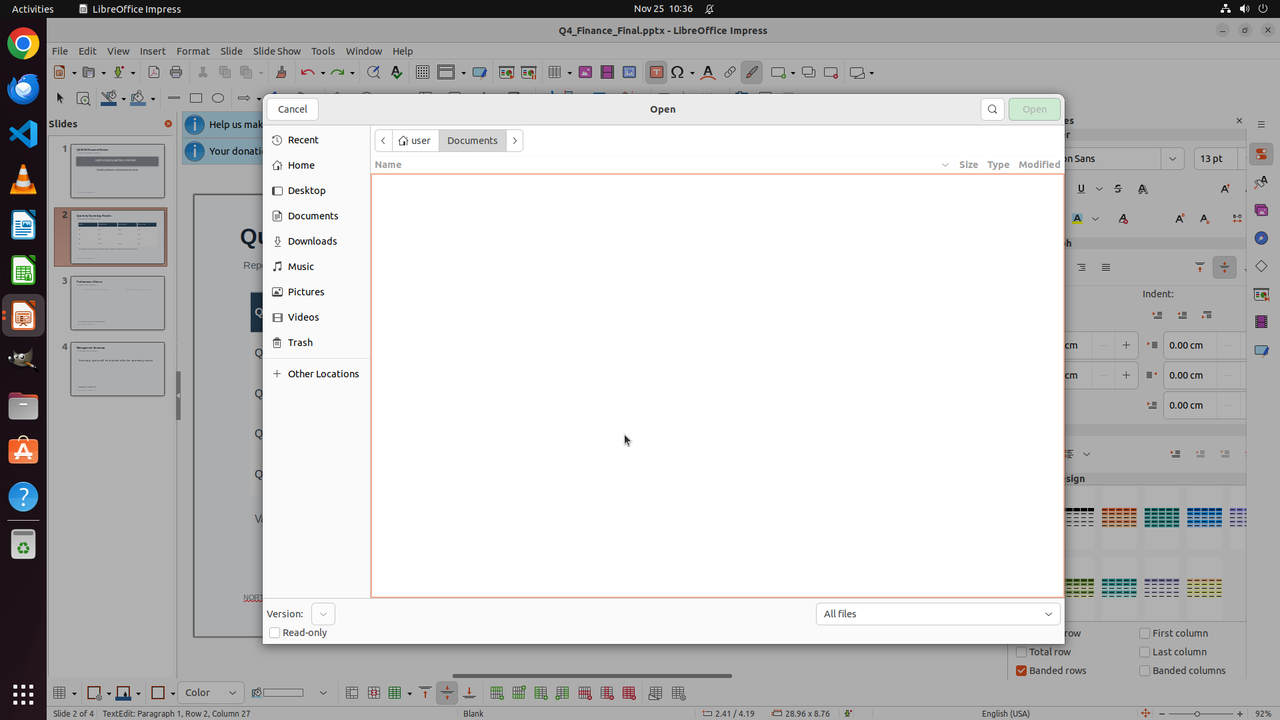 Activities
LibreOffice Impress
Nov 25 10:36
Q4_Finance_Final.pptx - LibreOffice Impress
File Edit View Insert Format Slide Slide Show Tools Window Help
Cancel
Open
Open
Slides
Help us mak
Your donatio
Recent
Home
Desktop
Documents
Downloads
Music
Pictures
Videos
Trash
Other Locations
user
Documents
Name
Size
Type
Modified
13 pt
Indent:
0.00 cm
0.00 cm
0.00 cm
1
2
3
4
Version:
All files
Read-only
First column
Total row
Last column
Banded rows
Banded columns
Color
Slide 2 of 4
TextEdit: Paragraph 1, Row 2, Column 27
Blank
2.41 / 4.19
28.96 x 8.76
English (USA)
92%